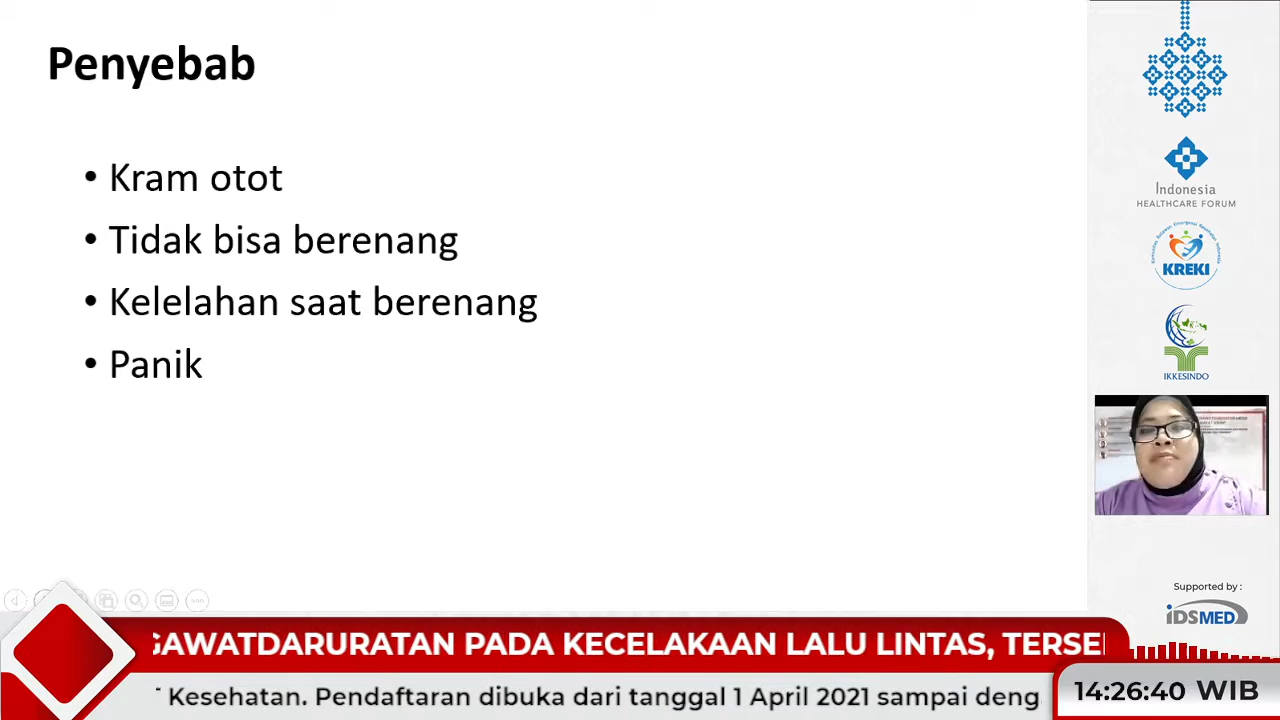 Penyebab
• Kram otot
• Tidak bisa berenang
• Kelelahan saat berenang
• Panik
Indonesia
HEALTHCARE FORUM
KREKI
IKKESINDO
Supported by :
iDSMED
GAWATDARURATAN PADA KECELAKAAN LALU LINTAS, TERSE
T Kesehatan. Pendaftaran dibuka dari tanggal 1 April 2021 sampai deng
14:26:40 WIB